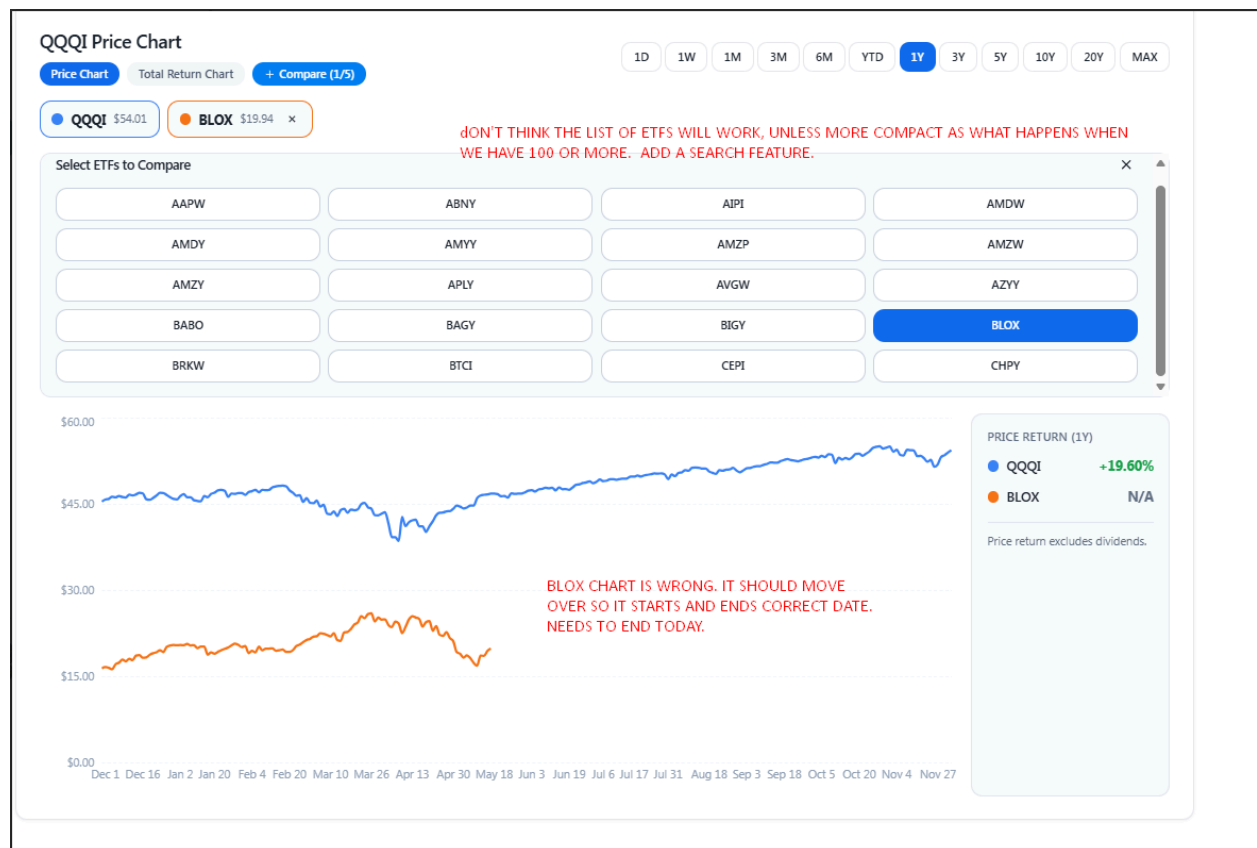 QQQI Price Chart
1D 1W 1M 3M 6M YTD 1Y 3Y 5Y 10Y 20Y MAX
Price Chart Total Return Chart + Compare (1/5)
QQQI $54.01 BLOX $19.94 ×
dON'T THINK THE LIST OF ETFS WILL WORK, UNLESS MORE COMPACT AS WHAT HAPPENS WHEN
WE HAVE 100 OR MORE. ADD A SEARCH FEATURE.
Select ETFs to Compare ×
AAPW ABNY AIPI AMDW
AMDY AMYY AMZP AMZW
AMZY APLY AVGW AZYY
BABO BAGY BIGY BLOX
BRKW BTCI CEPI CHPY
$60.00
$45.00
$30.00
$15.00
$0.00
PRICE RETURN (1Y)
QQQI +19.60%
BLOX N/A
Price return excludes dividends.
BLOX CHART IS WRONG. IT SHOULD MOVE
OVER SO IT STARTS AND ENDS CORRECT DATE.
NEEDS TO END TODAY.
Dec 1 Dec 16 Jan 2 Jan 20 Feb 4 Feb 20 Mar 10 Mar 26 Apr 13 Apr 30 May 18 Jun 3 Jun 19 Jul 6 Jul 17 Jul 31 Aug 18 Sep 3 Sep 18 Oct 5 Oct 20 Nov 4 Nov 27